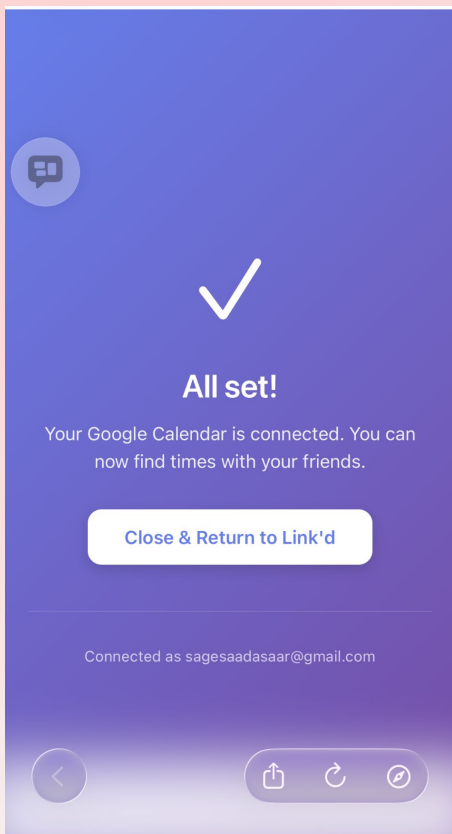 All set!
Your Google Calendar is connected. You can
now find times with your friends.
Close & Return to Link'd
Connected as sagesaadasaar@gmail.com